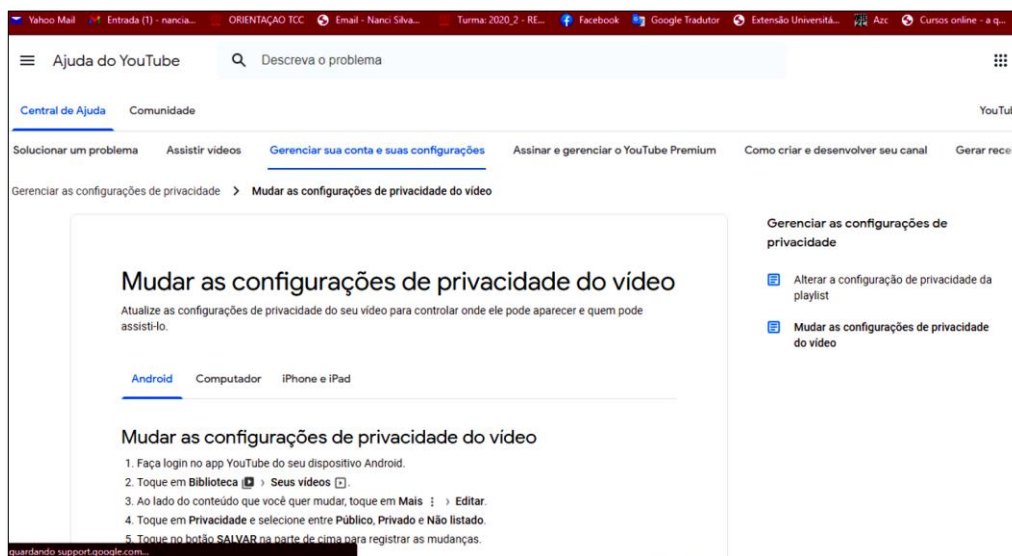 Yahoo Mail Entrada (1) - nancia... ORIENTAÇAO TCC Email - Nanci Silva... Turma: 2020_2 - RE... Facebook Google Tradutor Extensão Universitá... Azc Cursos online - a q...
Ajuda do YouTube Descreva o problema
Central de Ajuda Comunidade YouTu
Solucionar um problema Assistir vídeos Gerenciar sua conta e suas configurações Assinar e gerenciar o YouTube Premium Como criar e desenvolver seu canal Gerar rece
Gerenciar as configurações de privacidade > Mudar as configurações de privacidade do vídeo
Mudar as configurações de privacidade do vídeo
Atualize as configurações de privacidade do seu vídeo para controlar onde ele pode aparecer e quem pode
assisti-lo.
Android Computador iPhone e iPad
Mudar as configurações de privacidade do vídeo
1. Faça login no app YouTube do seu dispositivo Android.
2. Toque em Biblioteca > Seus vídeos .
3. Ao lado do conteúdo que você quer mudar, toque em Mais > Editar.
4. Toque em Privacidade e selecione entre Público, Privado e Não listado.
5. Toque no botão SALVAR na parte de cima para registrar as mudanças.
Gerenciar as configurações de
privacidade
Alterar a configuração de privacidade da
playlist
Mudar as configurações de privacidade
do vídeo
guardando support.google.com...